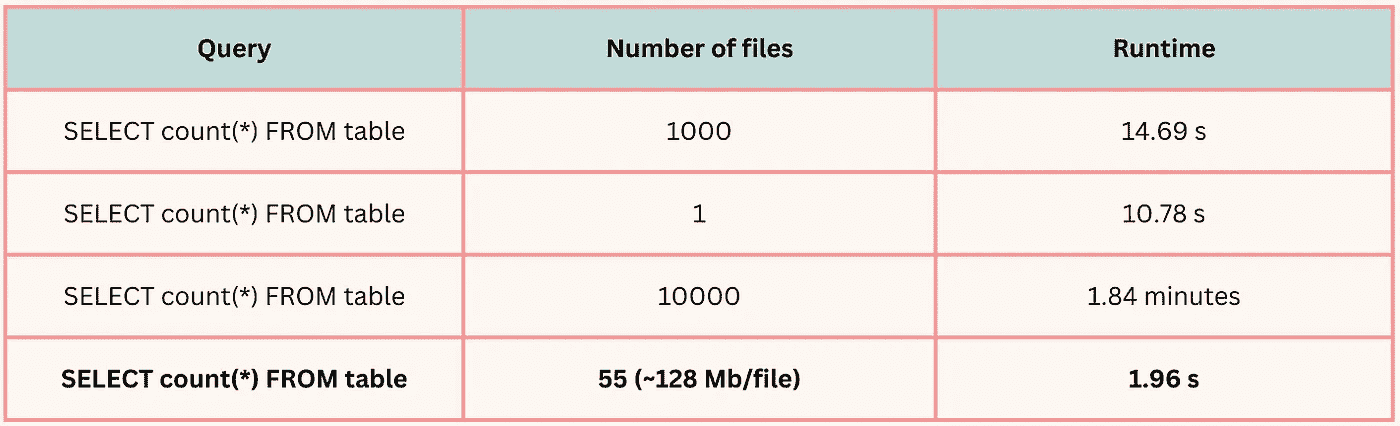 Query Number of files Runtime
SELECT count(*) FROM table 1000 14.69 s
SELECT count(*) FROM table 1 10.78 s
SELECT count(*) FROM table 10000 1.84 minutes
SELECT count(*) FROM table 55 (~128 Mb/file) 1.96 s